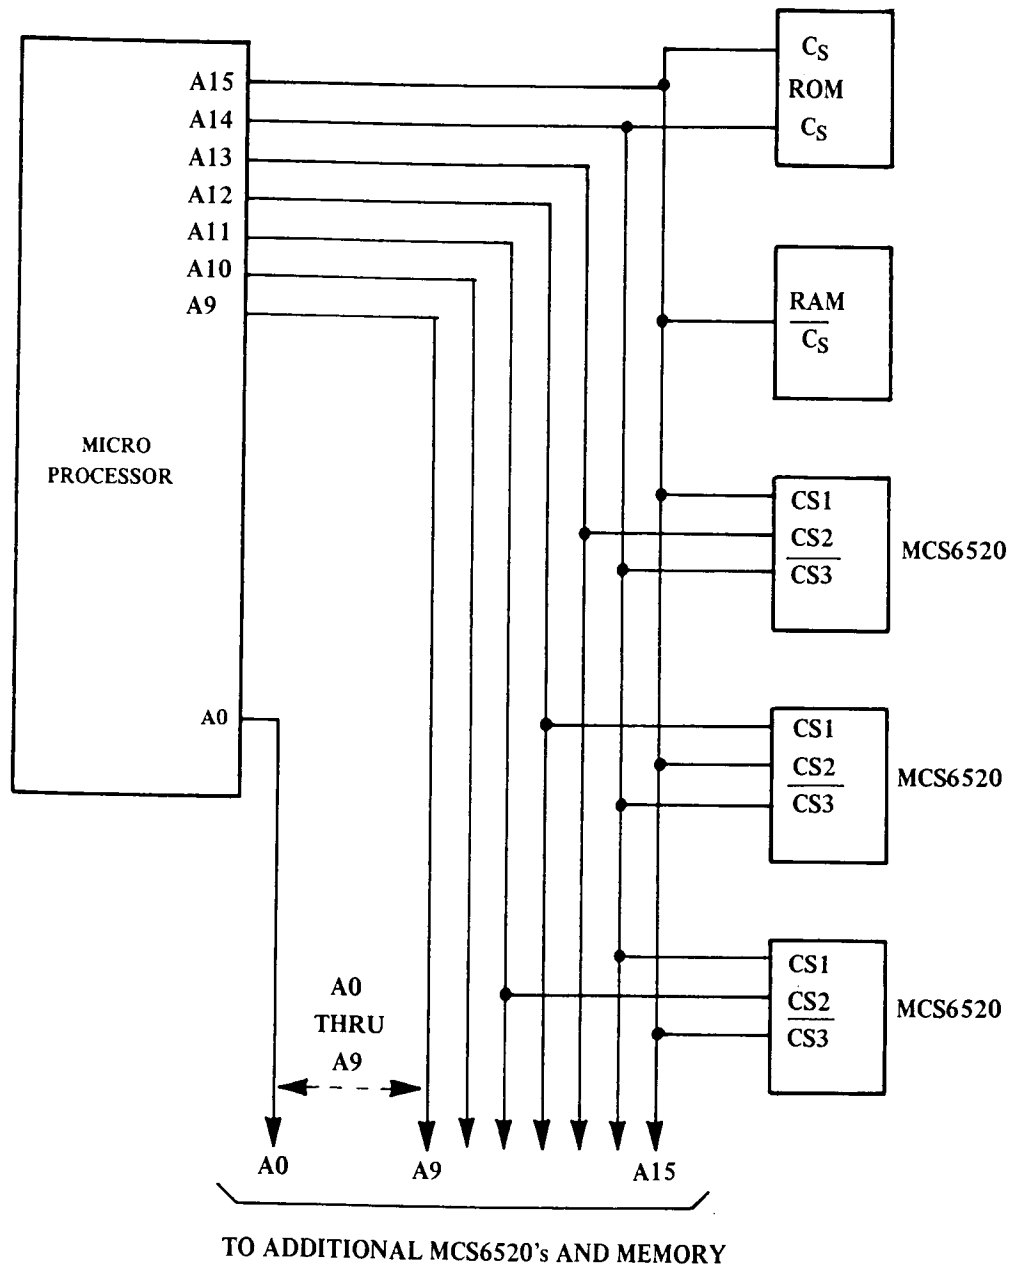 A15
A14
A13
A12
A11
A10
A9
MICRO
PROCESSOR
A0
CS
ROM
CS
RAM
CS
CS1
CS2
CS3
MCS6520
CS1
CS2
CS3
MCS6520
CS1
CS2
CS3
MCS6520
A0
THRU
A9
A0
A9
A15
TO ADDITIONAL MCS6520's AND MEMORY